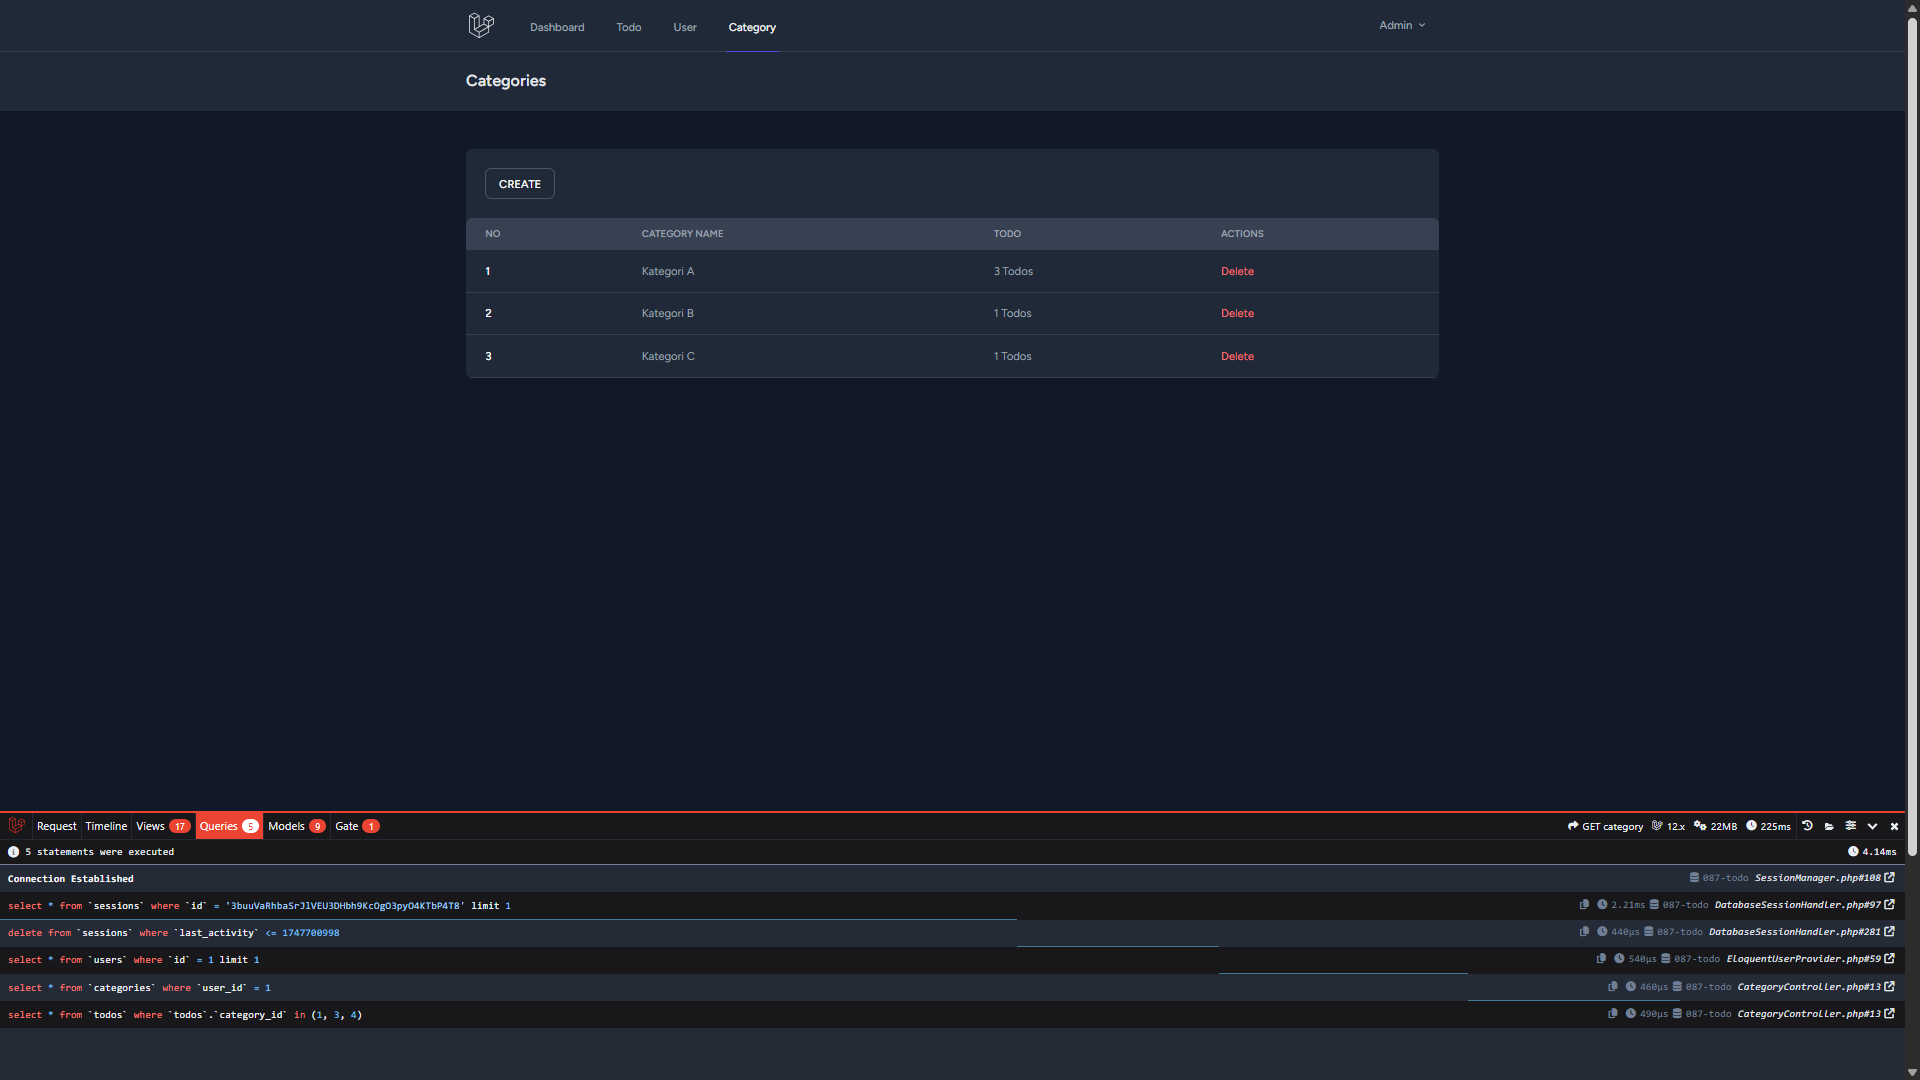 Dashboard Todo User Category Admin
Categories
CREATE
NO CATEGORY NAME TODO ACTIONS
1 Kategori A 3 Todos Delete
2 Kategori B 1 Todos Delete
3 Kategori C 1 Todos Delete
Request Timeline Views 17 Queries 5 Models 9 Gate 1 GET category 12.x 22MB 225ms
5 statements were executed 4.14ms
Connection Established 087-todo SessionManager.php#108
select * from `sessions` where `id` = '3buuVaRhbaSrJlVEU3DHbh9KcOgO3pyO4KTbP4T8' limit 1 2.21ms 087-todo DatabaseSessionHandler.php#97
delete from `sessions` where `last_activity` <= 1747700998 440μs 087-todo DatabaseSessionHandler.php#281
select * from `users` where `id` = 1 limit 1 540μs 087-todo EloquentUserProvider.php#59
select * from `categories` where `user_id` = 1 460μs 087-todo CategoryController.php#13
select * from `todos` where `todos`.`category_id` in (1, 3, 4) 490μs 087-todo CategoryController.php#13